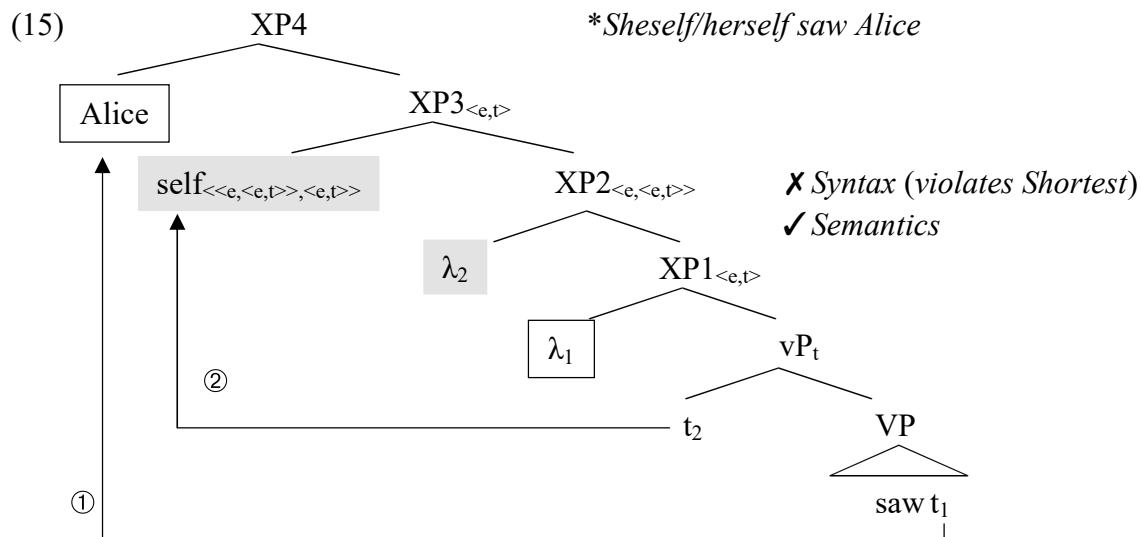 (15) XP4 *Sheself/herself saw Alice
Alice XP3<e,t>
self<<e,<e,t>>,<e,t>> XP2<e,<e,t>> ✗ Syntax (violates Shortest)
✓ Semantics
λ2 XP1<e,t>
λ1 vPt
②
t2 VP
① saw t1